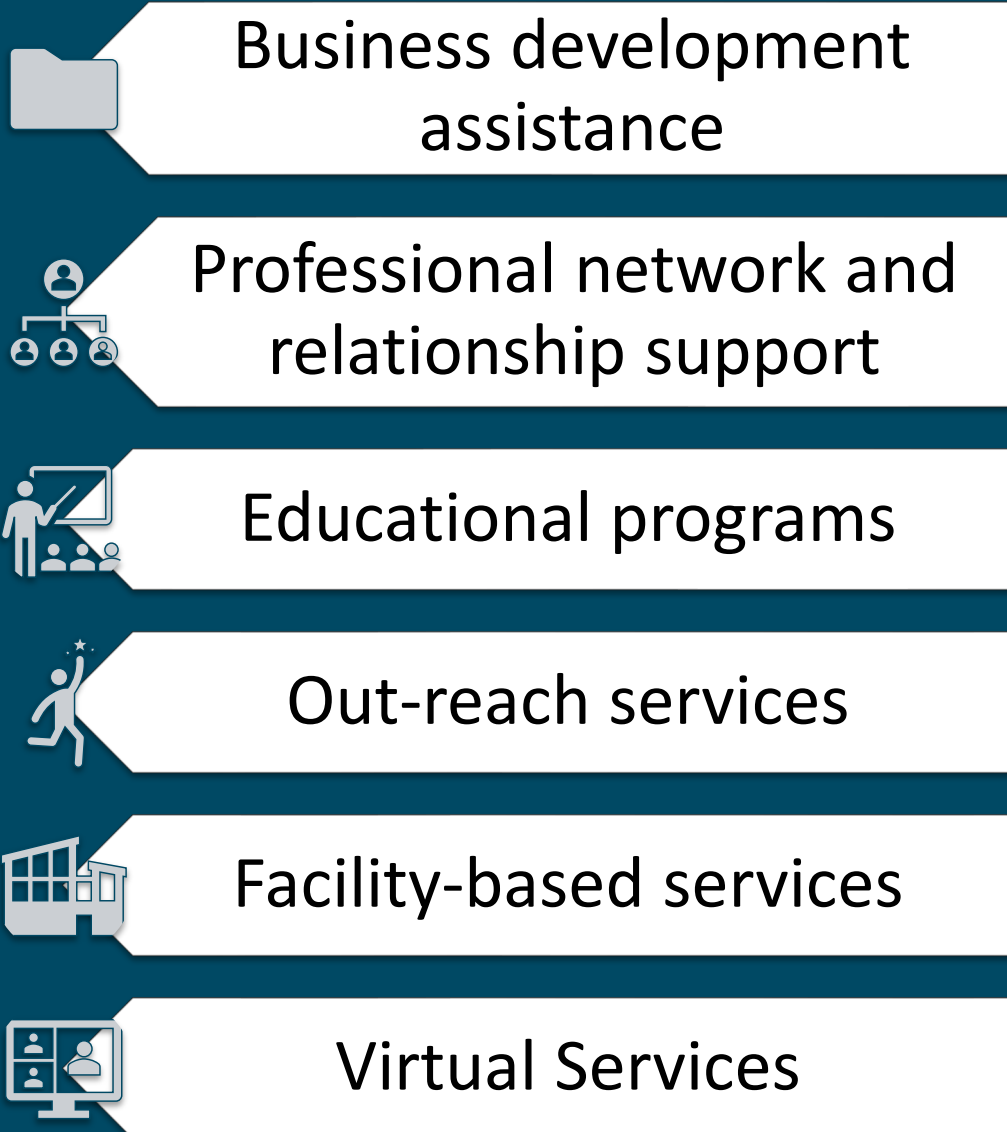 Business development
assistance
Professional network and
relationship support
Educational programs
Out-reach services
Facility-based services
Virtual Services